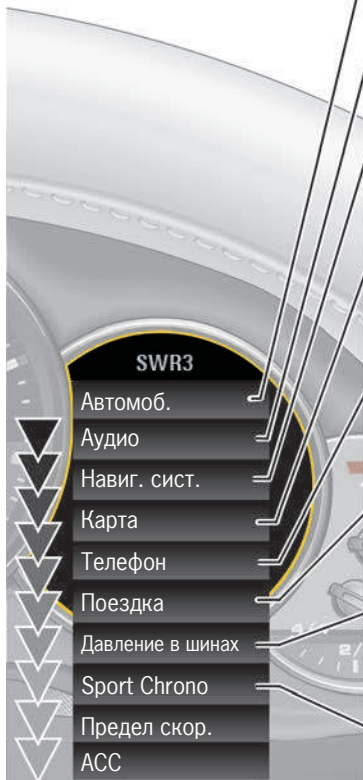 SWR3
Автомоб.
Аудио
Навиг. сист.
Карта
Телефон
Поездка
Давление в шинах
Sport Chrono
Предел скор.
ACC